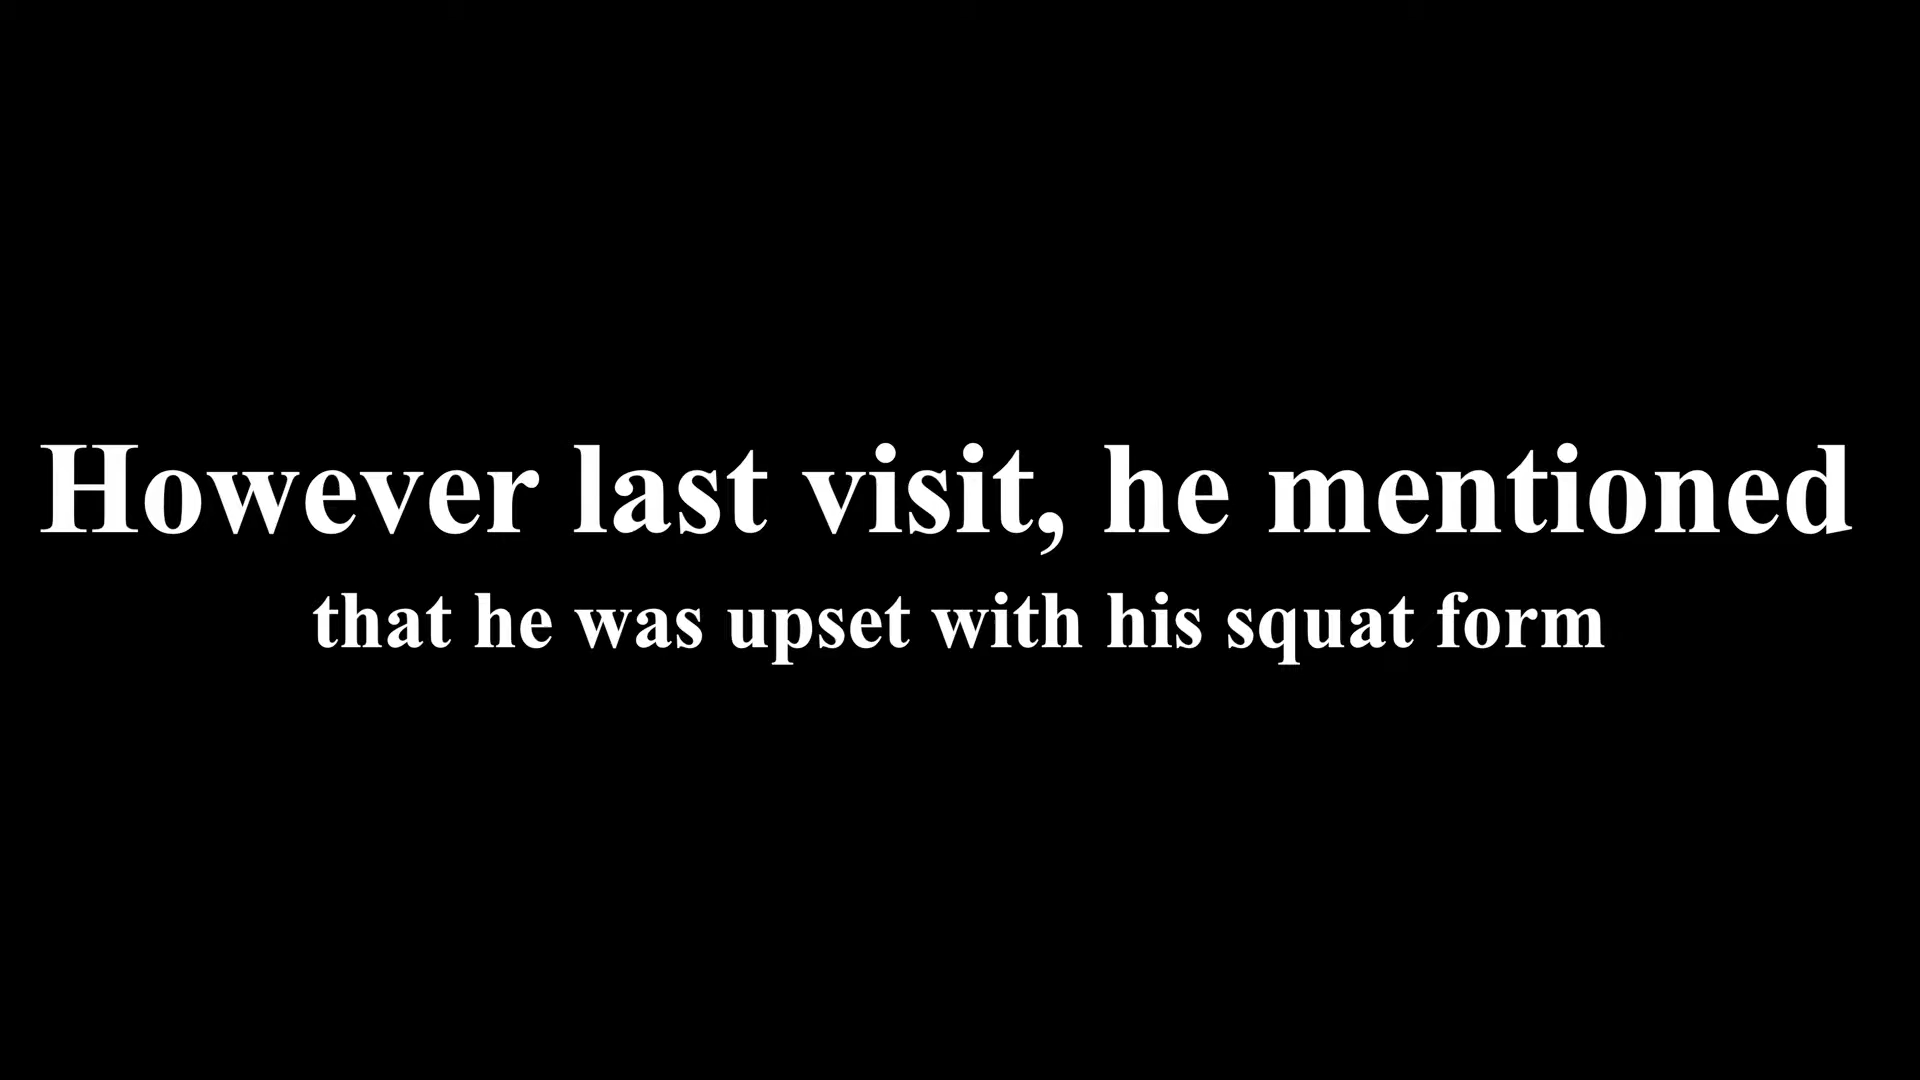 However last visit, he mentioned
that he was upset with his squat form